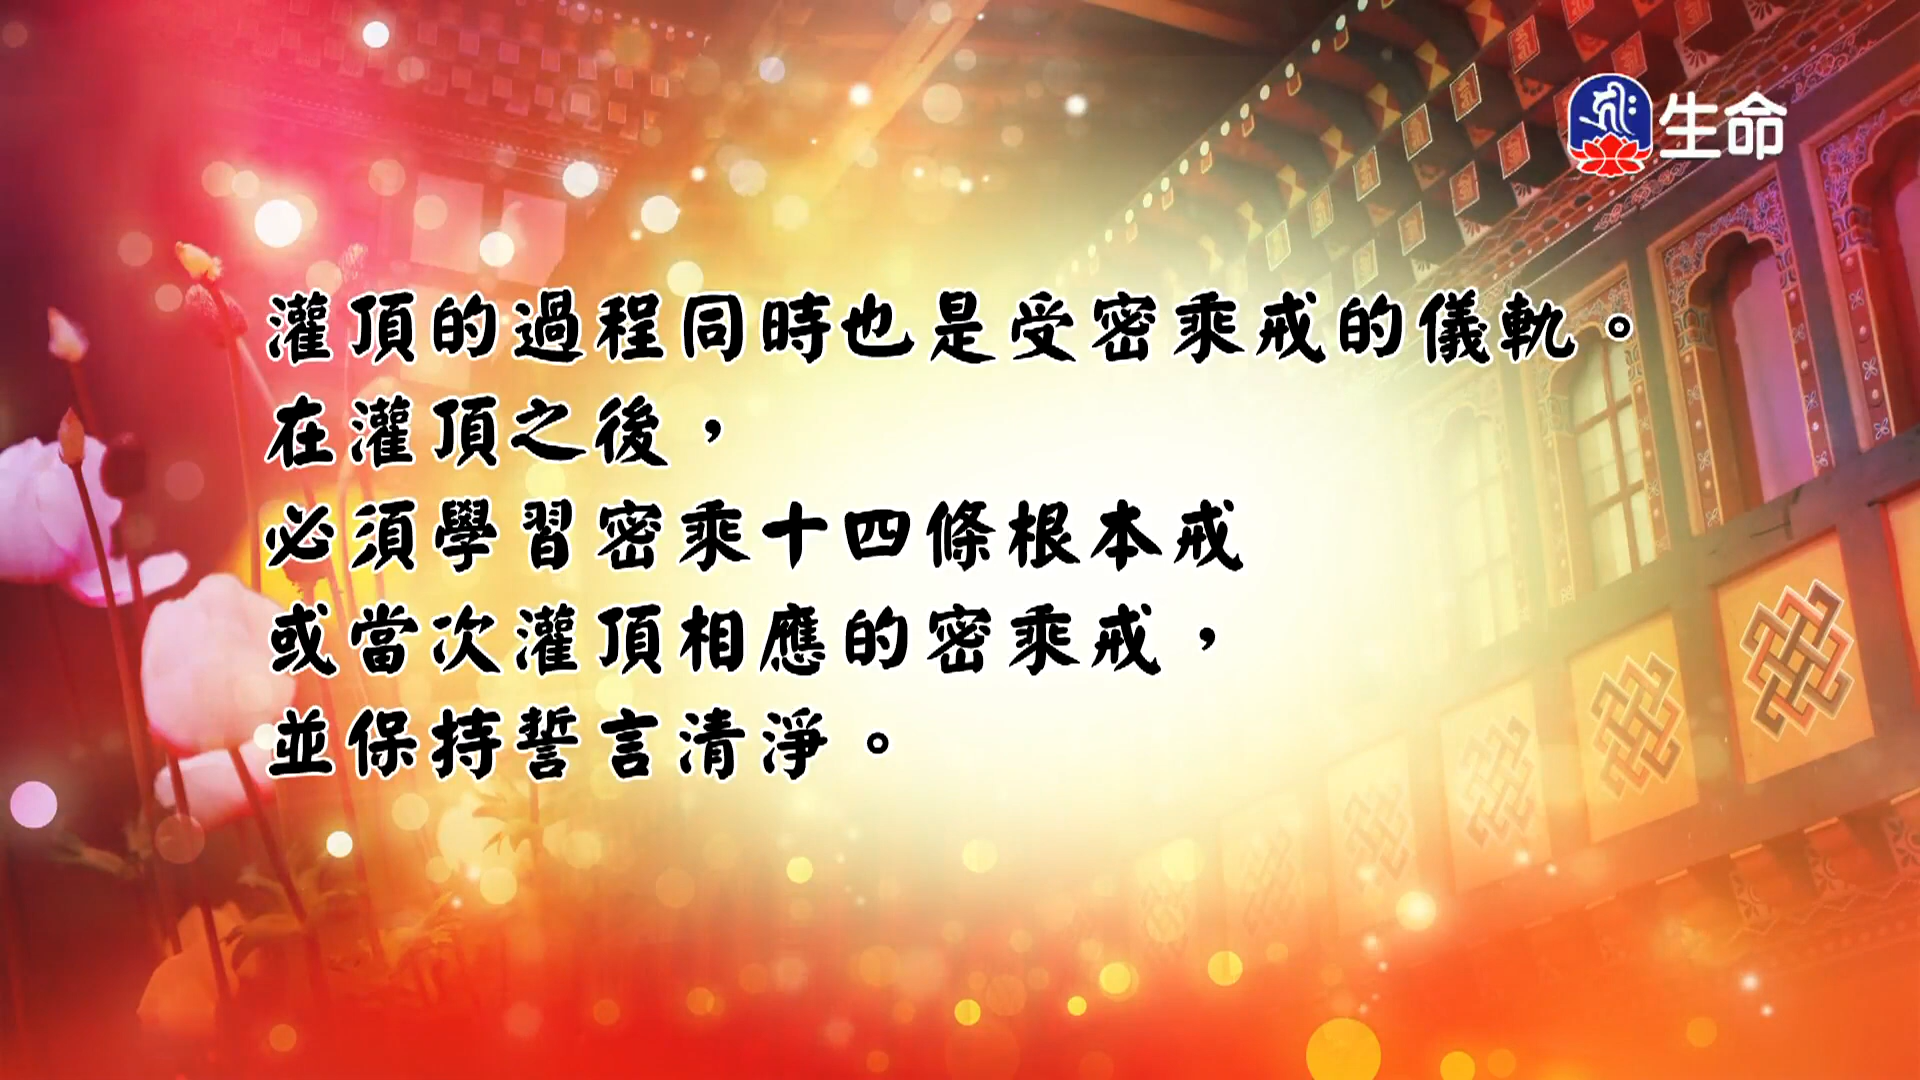 生命
灌頂的過程同時也是受密乘戒的儀軌。
在灌頂之後，
必須學習密乘十四條根本戒
或當次灌頂相應的密乘戒，
並保持誓言清淨。